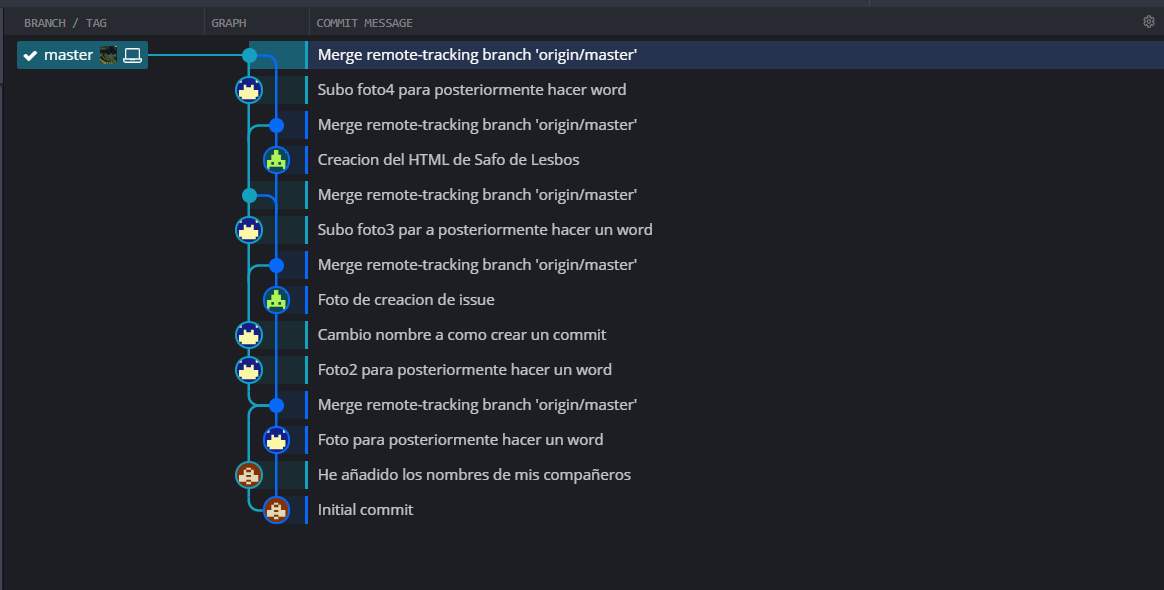 BRANCH / TAG GRAPH COMMIT MESSAGE
master Merge remote-tracking branch 'origin/master'
Subo foto4 para posteriormente hacer word
Merge remote-tracking branch 'origin/master'
Creacion del HTML de Safo de Lesbos
Merge remote-tracking branch 'origin/master'
Subo foto3 par a posteriormente hacer un word
Merge remote-tracking branch 'origin/master'
Foto de creacion de issue
Cambio nombre a como crear un commit
Foto2 para posteriormente hacer un word
Merge remote-tracking branch 'origin/master'
Foto para posteriormente hacer un word
He añadido los nombres de mis compañeros
Initial commit